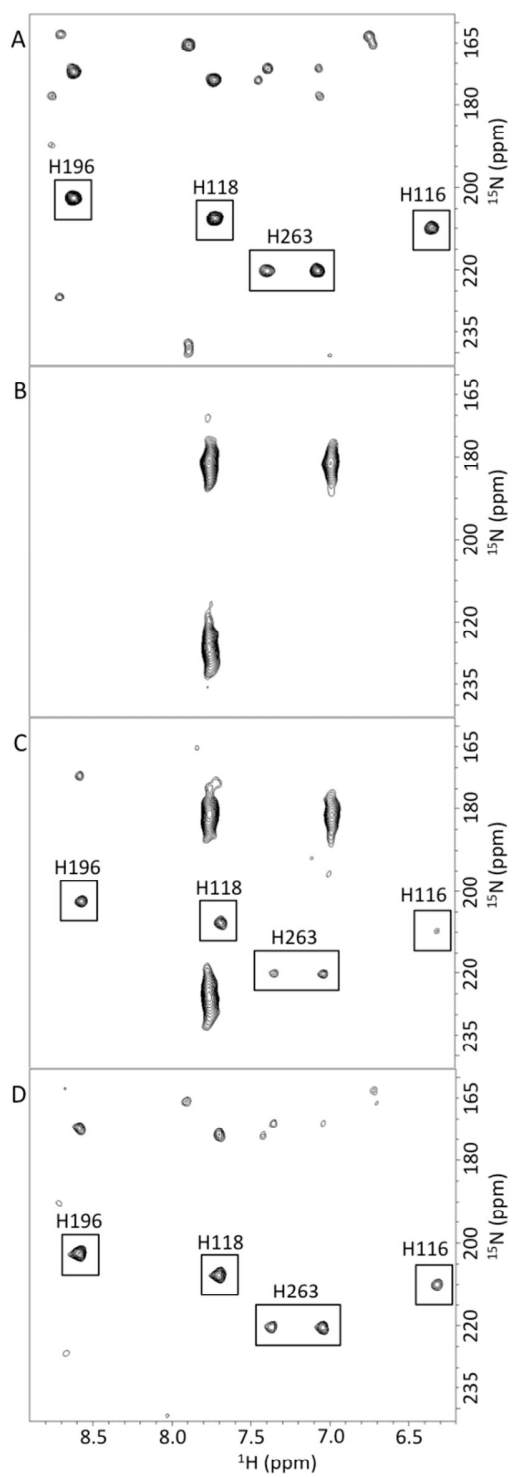 A
165
180
H196
H118
H116
200
H263
220
235
¹⁵N (ppm)
B
165
180
200
220
235
¹⁵N (ppm)
C
165
180
H196
H118
H116
200
H263
220
235
¹⁵N (ppm)
D
165
180
H196
H118
H116
200
H263
220
235
¹⁵N (ppm)
8.5 8.0 7.5 7.0 6.5
¹H (ppm)